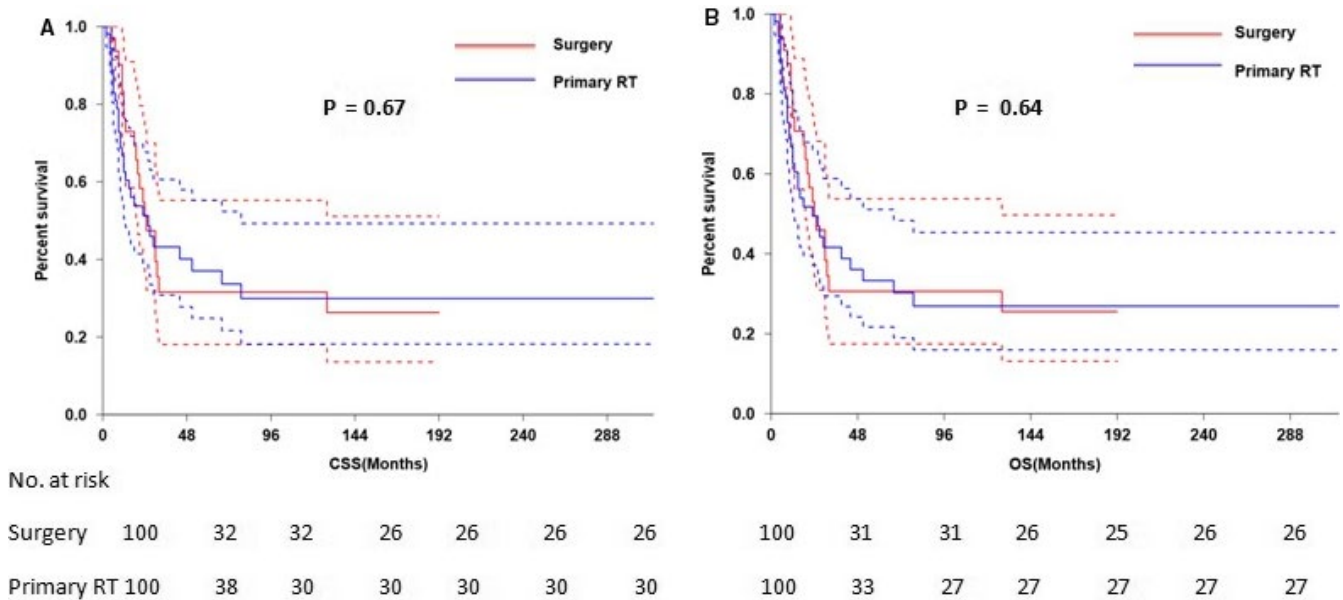 A
Surgery
Primary RT
P = 0.67
Percent survival
1.0
0.8
0.6
0.4
0.2
0.0
0 48 96 144 192 240 288
CSS(Months)
B
Surgery
Primary RT
P = 0.64
Percent survival
1.0
0.8
0.6
0.4
0.2
0.0
0 48 96 144 192 240 288
OS(Months)
No. at risk
Surgery 100 32 32 26 26 26 26 100 31 31 26 25 26 26
Primary RT 100 38 30 30 30 30 30 100 33 27 27 27 27 27